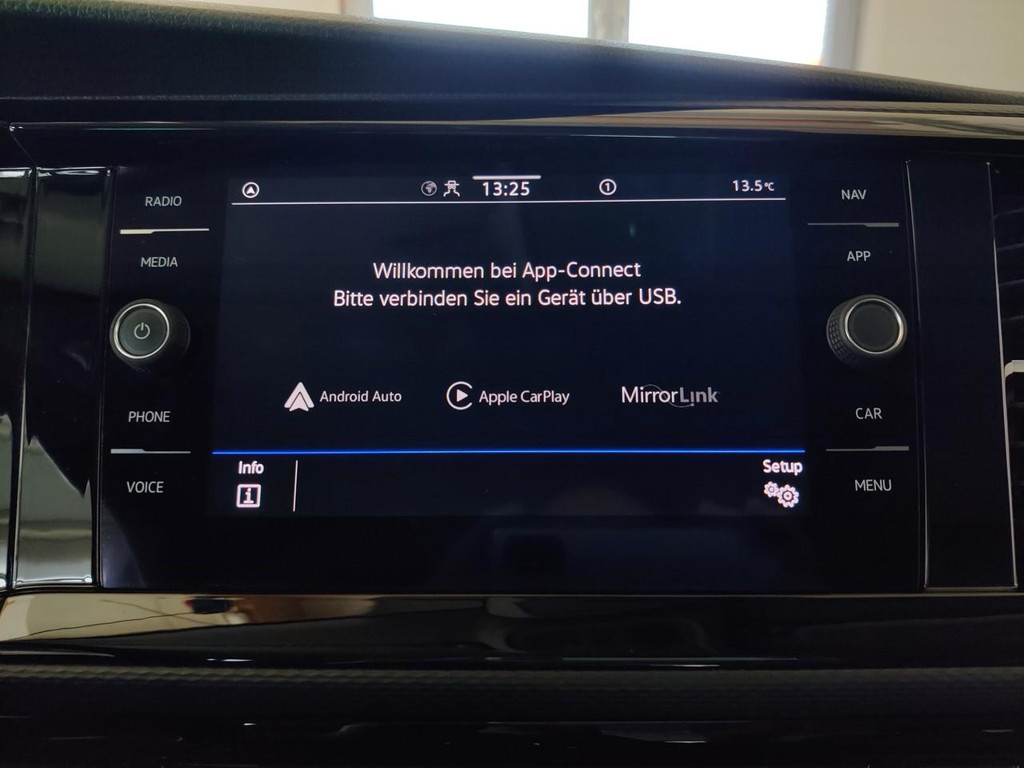 RADIO
MEDIA
PHONE
VOICE
13:25
1
13.5°C
Willkommen bei App-Connect
Bitte verbinden Sie ein Gerät über USB.
Android Auto
Apple CarPlay
MirrorLink
Info
i
Setup
NAV
APP
CAR
MENU